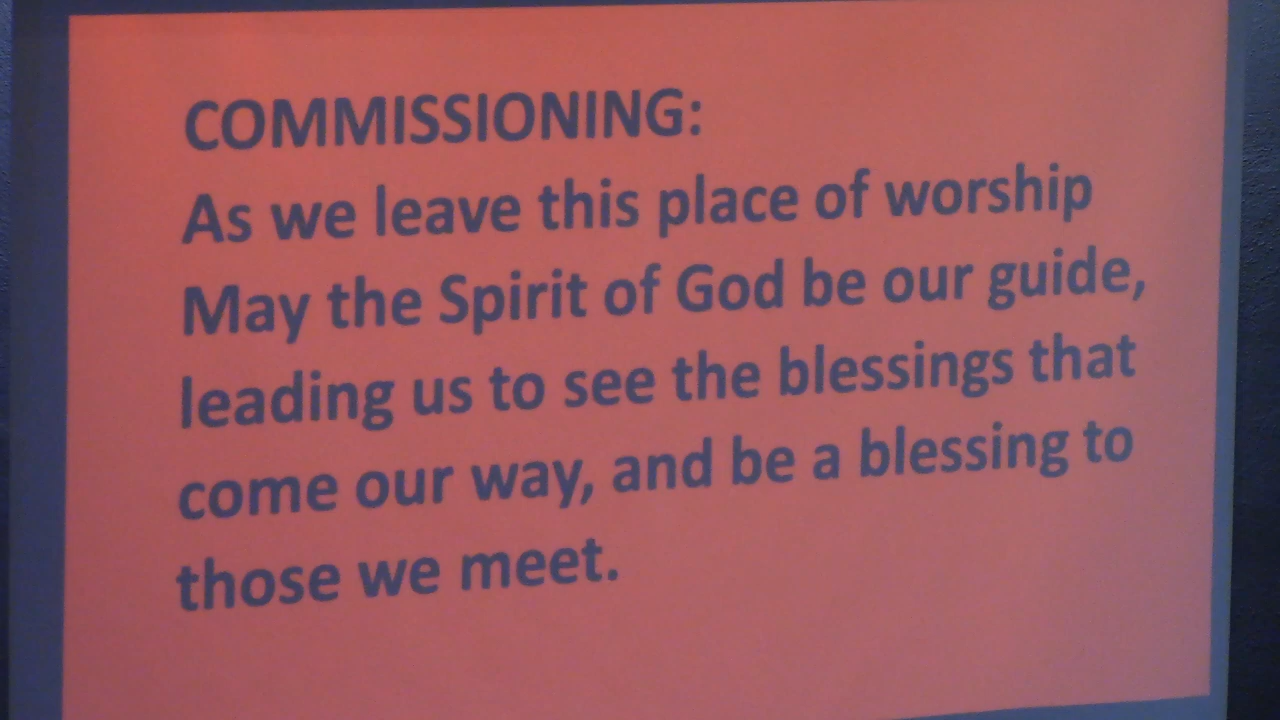 COMMISSIONING:
As we leave this place of worship
May the Spirit of God be our guide,
leading us to see the blessings that
come our way, and be a blessing to
those we meet.